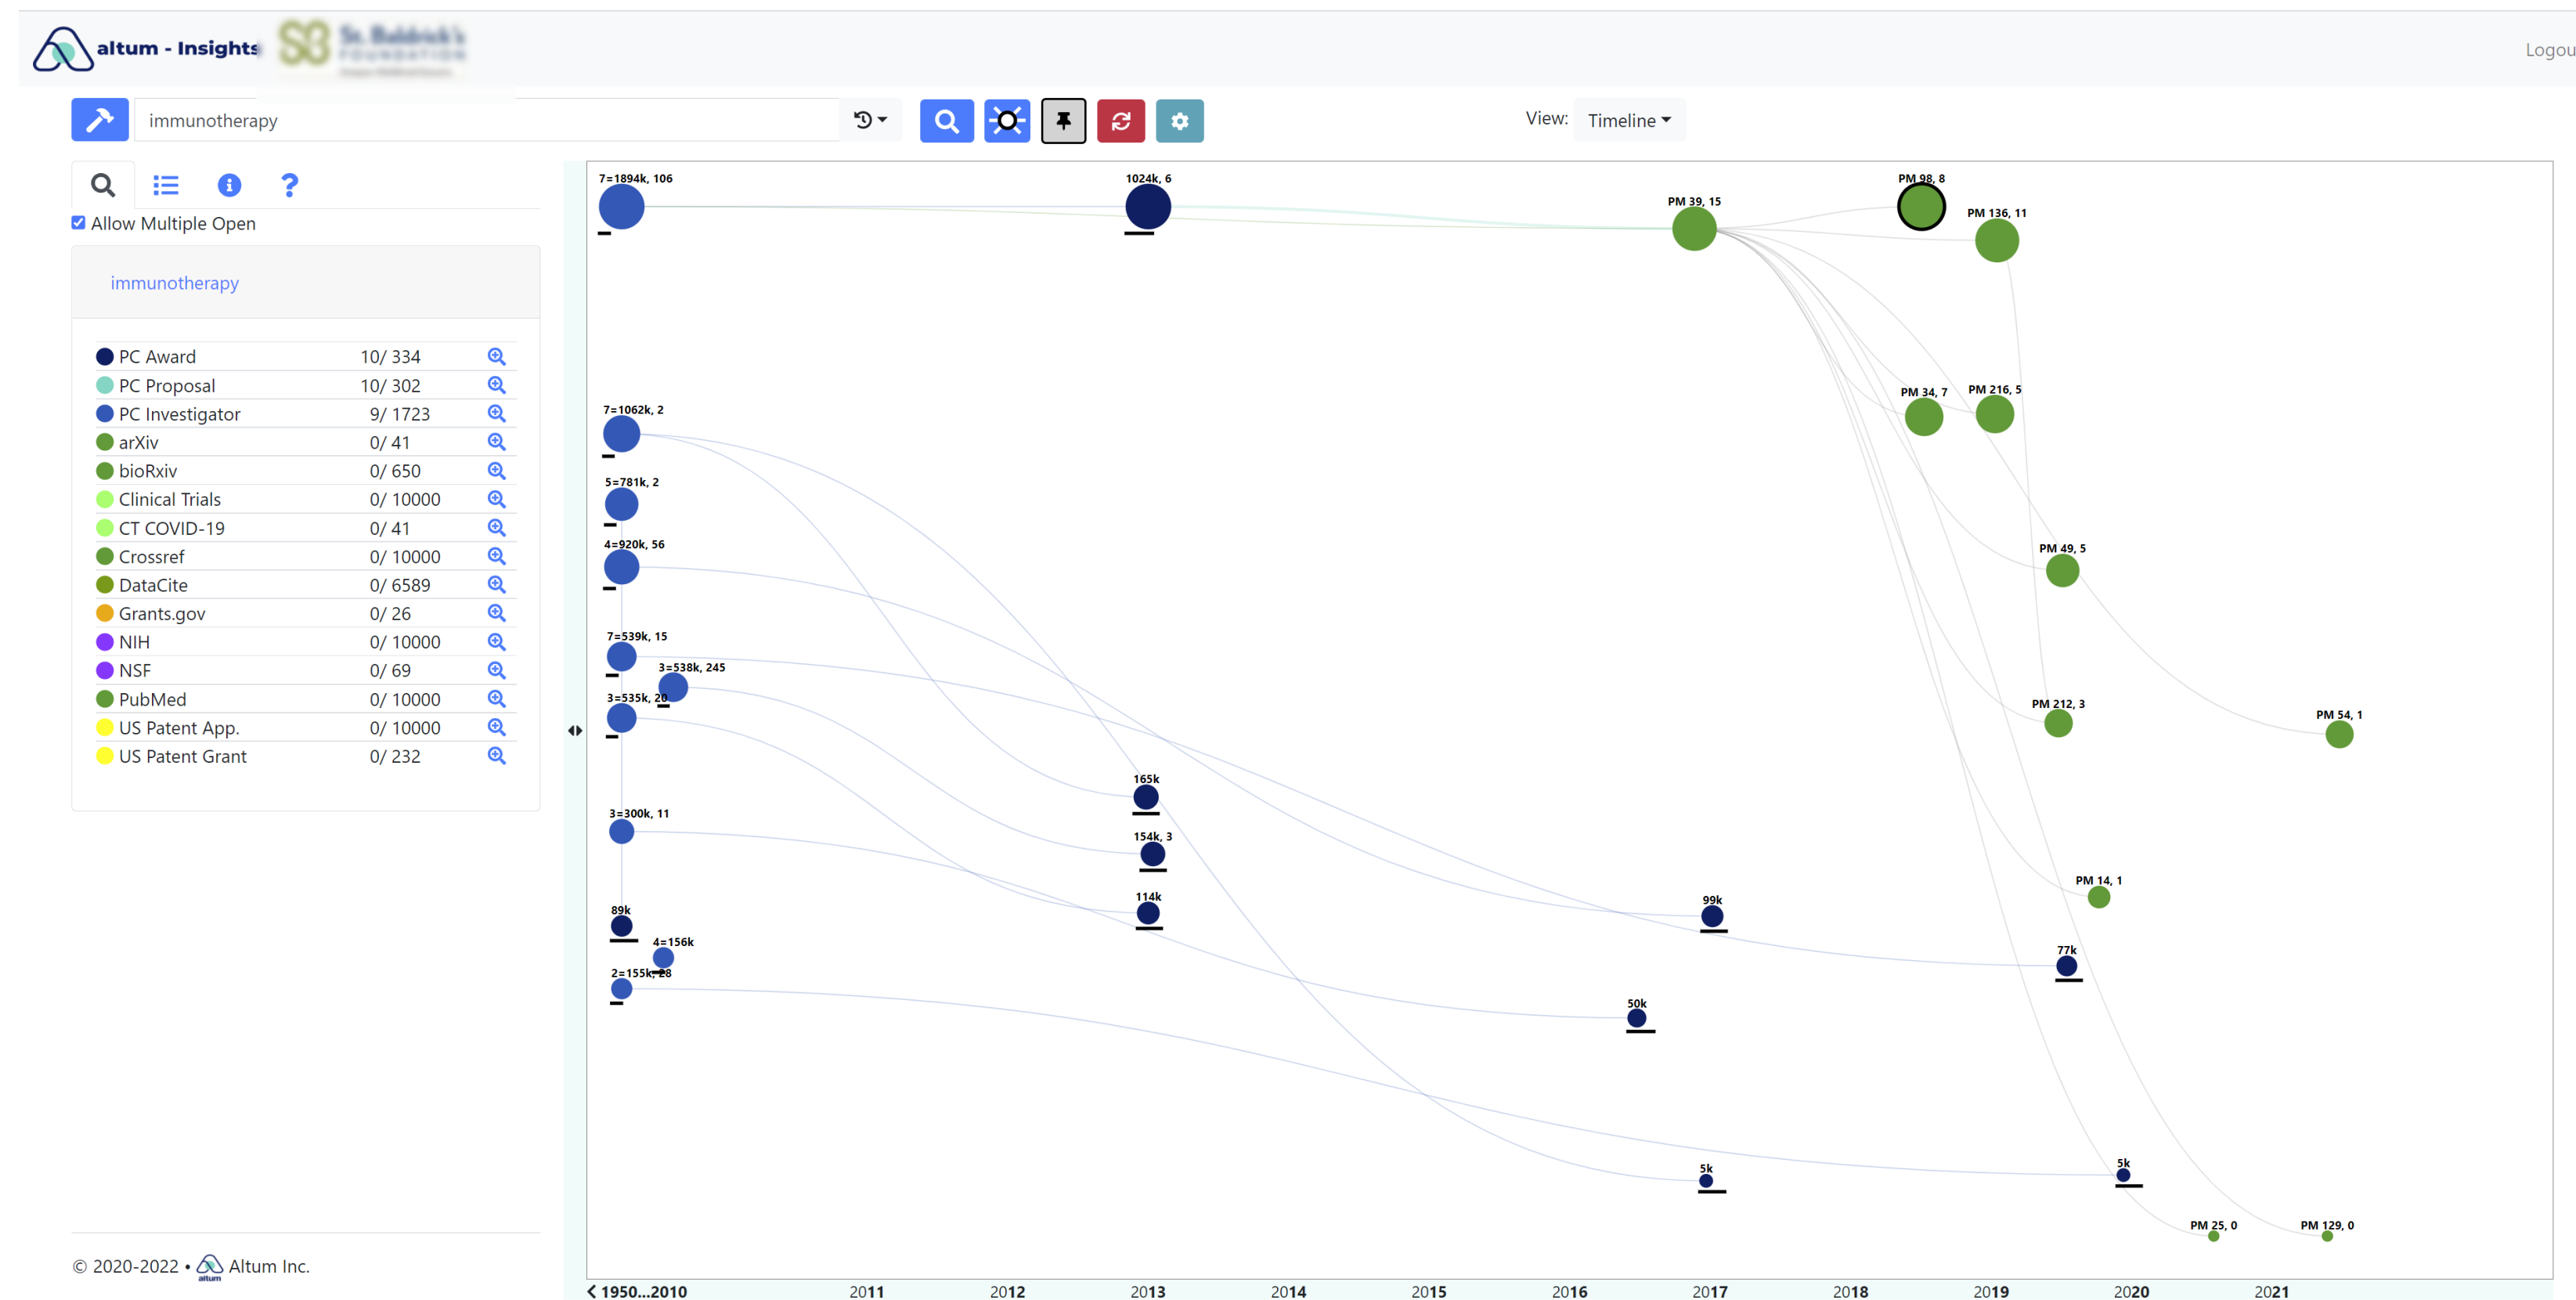 altum - Insights
St. Baldrick's
FOUNDATION
Logou
immunotherapy
View: Timeline
Allow Multiple Open
immunotherapy
PC Award 10/ 334
PC Proposal 10/ 302
PC Investigator 9/ 1723
arXiv 0/ 41
bioRxiv 0/ 650
Clinical Trials 0/ 10000
CT COVID-19 0/ 41
Crossref 0/ 10000
DataCite 0/ 6589
Grants.gov 0/ 26
NIH 0/ 10000
NSF 0/ 69
PubMed 0/ 10000
US Patent App. 0/ 10000
US Patent Grant 0/ 232
© 2020-2022 • altum Altum Inc.
7=1894k, 106
1024k, 6
PM 39, 15
PM 98, 8
PM 136, 11
7=1062k, 2
PM 34, 7
PM 216, 5
5=781k, 2
4=920k, 56
PM 49, 5
7=539k, 15
3=538k, 245
3=535k, 20
PM 212, 3
PM 54, 1
165k
3=300k, 11
154k, 3
114k
PM 14, 1
89k
99k
4=156k
77k
2=155k, 28
50k
5k
5k
PM 25, 0
PM 129, 0
1950...2010 2011 2012 2013 2014 2015 2016 2017 2018 2019 2020 2021